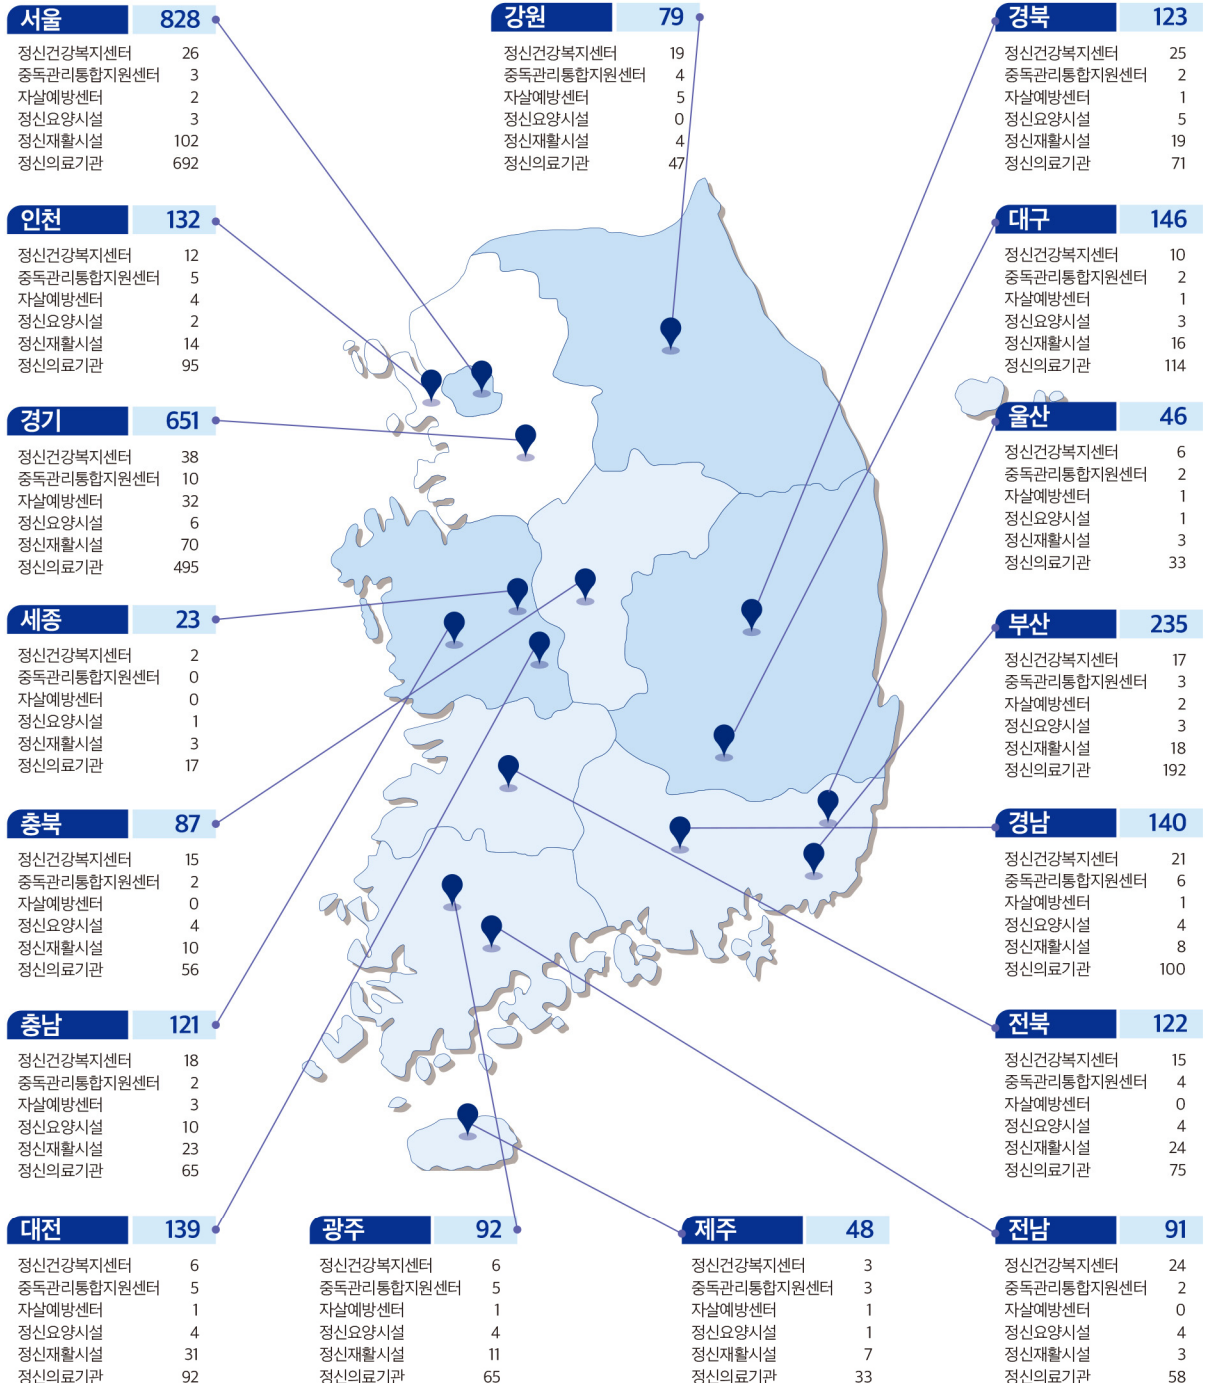 서울 828
정신건강복지센터 26
중독관리통합지원센터 3
자살예방센터 2
정신요양시설 3
정신재활시설 102
정신의료기관 692
강원 79
정신건강복지센터 19
중독관리통합지원센터 4
자살예방센터 5
정신요양시설 0
정신재활시설 4
정신의료기관 47
경북 123
정신건강복지센터 25
중독관리통합지원센터 2
자살예방센터 1
정신요양시설 5
정신재활시설 19
정신의료기관 71
인천 132
정신건강복지센터 12
중독관리통합지원센터 5
자살예방센터 4
정신요양시설 2
정신재활시설 14
정신의료기관 95
대구 146
정신건강복지센터 10
중독관리통합지원센터 2
자살예방센터 1
정신요양시설 3
정신재활시설 16
정신의료기관 114
경기 651
정신건강복지센터 38
중독관리통합지원센터 10
자살예방센터 32
정신요양시설 6
정신재활시설 70
정신의료기관 495
울산 46
정신건강복지센터 6
중독관리통합지원센터 2
자살예방센터 1
정신요양시설 1
정신재활시설 3
정신의료기관 33
세종 23
정신건강복지센터 2
중독관리통합지원센터 0
자살예방센터 0
정신요양시설 1
정신재활시설 3
정신의료기관 17
부산 235
정신건강복지센터 17
중독관리통합지원센터 3
자살예방센터 2
정신요양시설 3
정신재활시설 18
정신의료기관 192
충북 87
정신건강복지센터 15
중독관리통합지원센터 2
자살예방센터 0
정신요양시설 4
정신재활시설 10
정신의료기관 56
경남 140
정신건강복지센터 21
중독관리통합지원센터 6
자살예방센터 1
정신요양시설 4
정신재활시설 8
정신의료기관 100
충남 121
정신건강복지센터 18
중독관리통합지원센터 2
자살예방센터 3
정신요양시설 10
정신재활시설 23
정신의료기관 65
전북 122
정신건강복지센터 15
중독관리통합지원센터 4
자살예방센터 0
정신요양시설 4
정신재활시설 24
정신의료기관 75
대전 139
정신건강복지센터 6
중독관리통합지원센터 5
자살예방센터 1
정신요양시설 4
정신재활시설 31
정신의료기관 92
광주 92
정신건강복지센터 6
중독관리통합지원센터 5
자살예방센터 1
정신요양시설 4
정신재활시설 11
정신의료기관 65
제주 48
정신건강복지센터 3
중독관리통합지원센터 3
자살예방센터 1
정신요양시설 1
정신재활시설 7
정신의료기관 33
전남 91
정신건강복지센터 24
중독관리통합지원센터 2
자살예방센터 0
정신요양시설 4
정신재활시설 3
정신의료기관 58